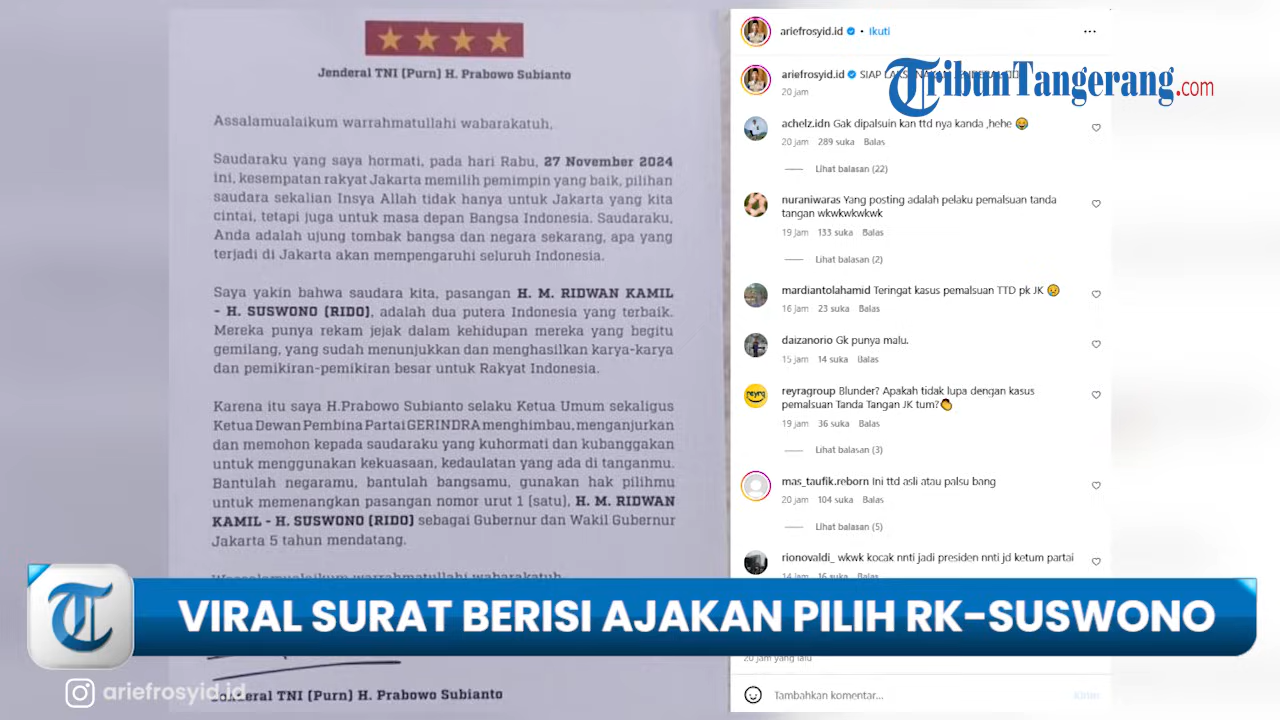 Jenderal TNI (Purn) H. Prabowo Subianto
Assalamualaikum warrahmatullahi wabarakatuh,
Saudaraku yang saya hormati, pada hari Rabu, 27 November 2024
ini, kesempatan rakyat Jakarta memilih pemimpin yang baik, pilihan
saudara sekalian Insya Allah tidak hanya untuk Jakarta yang kita
cintai, tetapi juga untuk masa depan Bangsa Indonesia. Saudaraku,
Anda adalah ujung tombak bangsa dan negara sekarang, apa yang
terjadi di Jakarta akan mempengaruhi seluruh Indonesia.
Saya yakin bahwa saudara kita, pasangan H. M. RIDWAN KAMIL
- H. SUSWONO (RIDO), adalah dua putera Indonesia yang terbaik.
Mereka punya rekam jejak dalam kehidupan mereka yang begitu
gemilang, yang sudah menunjukkan dan menghasilkan karya-karya
dan pemikiran-pemikiran besar untuk Rakyat Indonesia.
Karena itu saya H.Prabowo Subianto selaku Ketua Umum sekaligus
Ketua Dewan Pembina Partai GERINDRA menghimbau, menganjurkan
dan memohon kepada saudaraku yang kuhormati dan kubanggakan
untuk menggunakan kekuasaan, kedaulatan yang ada di tanganmu.
Bantulah negaramu, bantulah bangsamu, gunakan hak pilihmu
untuk memenangkan pasangan nomor urut 1 (satu), H. M. RIDWAN
KAMIL - H. SUSWONO (RIDO) sebagai Gubernur dan Wakil Gubernur
Jakarta 5 tahun mendatang.
Wassalamualaikum warrahmatullahi wabarakatuh
Jenderal TNI (Purn) H. Prabowo Subianto
ariefrosyid.id
ariefrosyid.id • Ikuti
ariefrosyid.id SIAP
20 jam
TribunTangerang.com
achelz.idn Gak dipalsuin kan ttd nya kanda ,hehe 😂
20 jam 289 suka Balas
Lihat balasan (22)
nuraniwaras Yang posting adalah pelaku pemalsuan tanda
tangan wkwkwkwkwk
19 jam 133 suka Balas
Lihat balasan (2)
mardiantolahamid Teringat kasus pemalsuan TTD pk JK 😢
16 jam 23 suka Balas
daizanorio Gk punya malu.
15 jam 14 suka Balas
reyra
reyragroup Blunder? Apakah tidak lupa dengan kasus
pemalsuan Tanda Tangan JK tum?
19 jam 36 suka Balas
Lihat balasan (3)
mas_taufik.reborn Ini ttd asli atau palsu bang
20 jam 104 suka Balas
Lihat balasan (5)
rionovaldi_ wkwk kocak nnti jadi presiden nnti jd ketum partai
14 jam 16 suka Balas
T VIRAL SURAT BERISI AJAKAN PILIH RK-SUSWONO
20 jam yang lalu
Tambahkan komentar...
Kirim